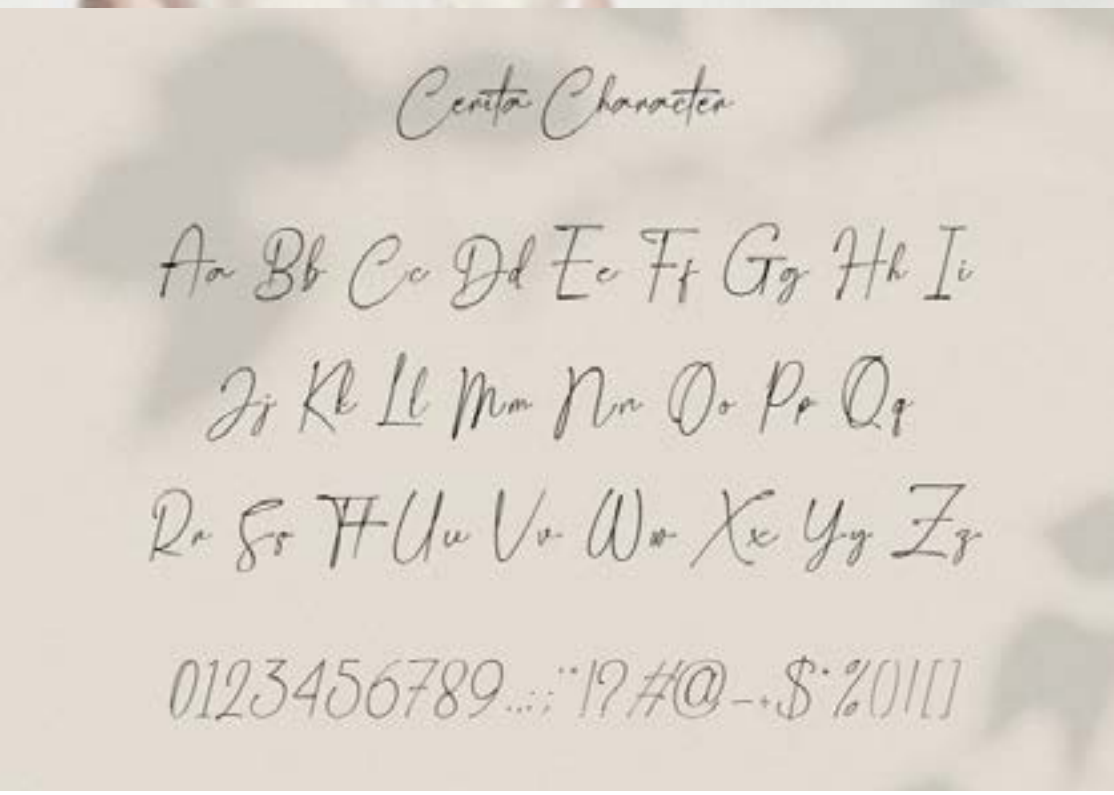 Cerita Character
Aa Bb Cc Dd Ee Ff Gg Hh Ii
Jj Kk Ll Mm Nn Oo Pp Qq
Rr Ss Tt Uu Vv Ww Xx Yy Zz
0123456789.,:; !? #@ $ % () []